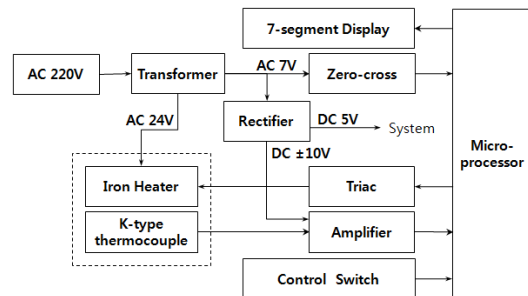 7-segment Display
AC 220V
Transformer
AC 7V
Zero-cross
AC 24V
Rectifier
DC 5V
System
DC ±10V
Micro-
processor
Iron Heater
Triac
K-type
thermocouple
Amplifier
Control Switch